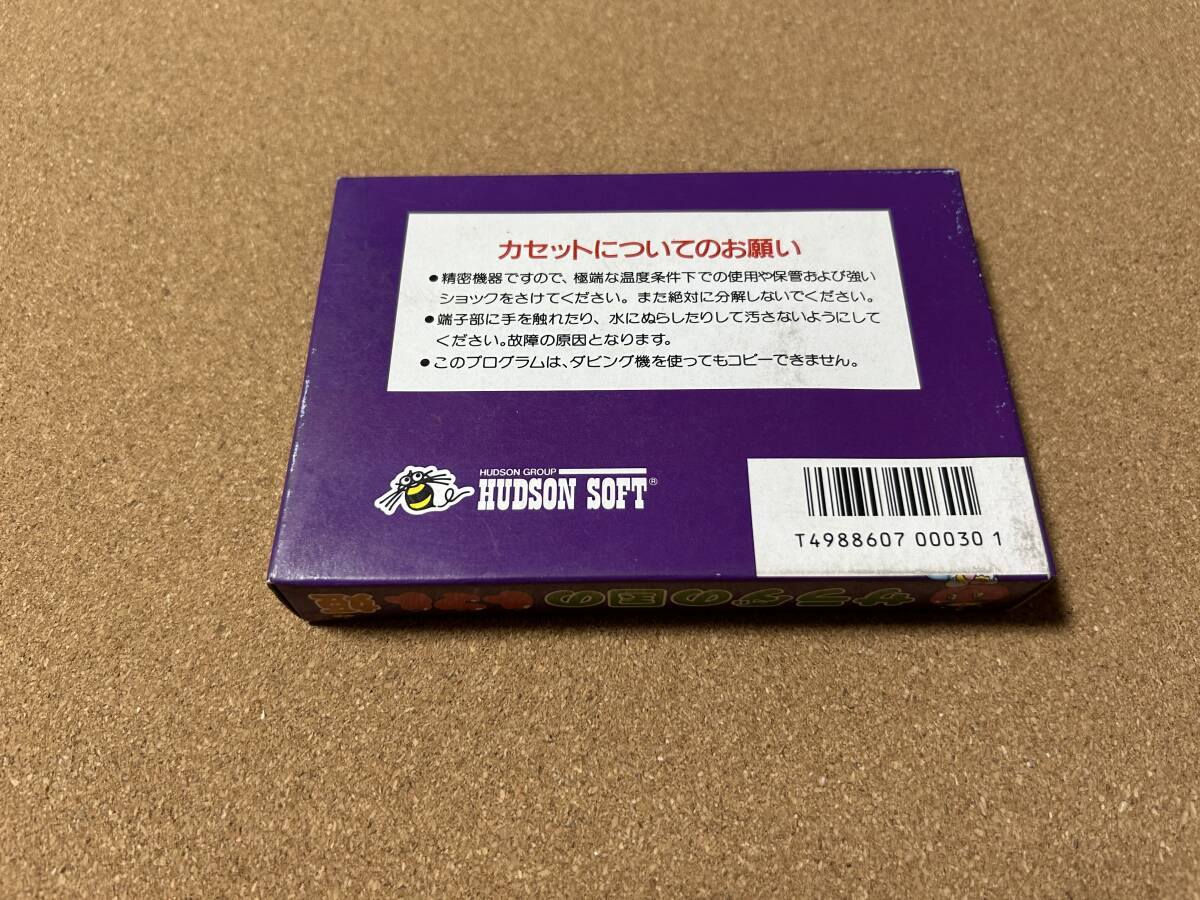 カセットについてのお願い
●精密機器ですので、極端な温度条件下での使用や保管および強い
ショックをさけてください。また絶対に分解しないでください。
●端子部に手を触れたり、水にぬらしたりして汚さないようにして
ください。故障の原因となります。
●このプログラムは、ダビング機を使ってもコピーできません。
HUDSON GROUP
HUDSON SOFT®
T4988607 00030 1